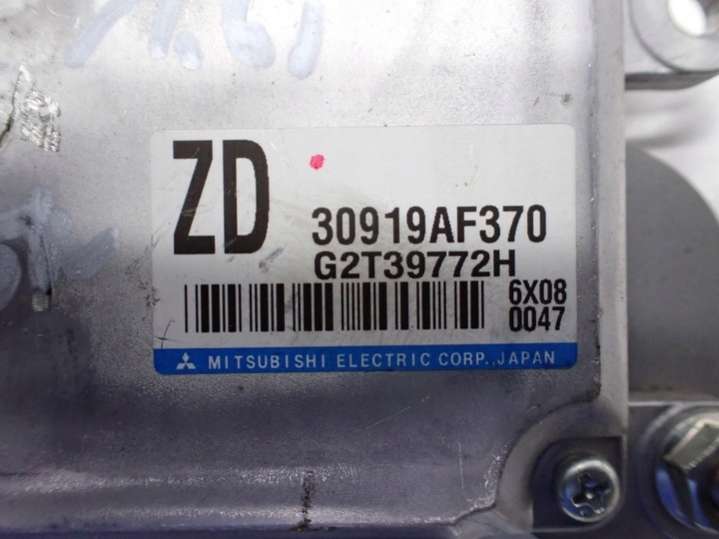 ZD
30919AF370
G2T39772H
6X08
0047
MITSUBISHI ELECTRIC CORP., JAPAN